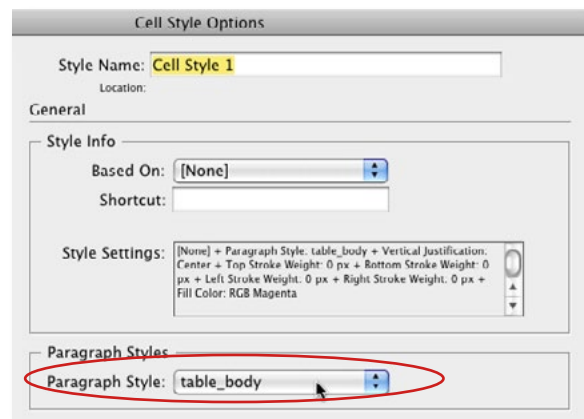 Cell Style Options
Style Name: Cell Style 1
Location:
General
Style Info
Based On: [None]
Shortcut:
Style Settings: [None] + Paragraph Style: table_body + Vertical Justification:
Center + Top Stroke Weight: 0 px + Bottom Stroke Weight: 0
px + Left Stroke Weight: 0 px + Right Stroke Weight: 0 px +
Fill Color: RGB Magenta
Paragraph Styles
Paragraph Style: table_body